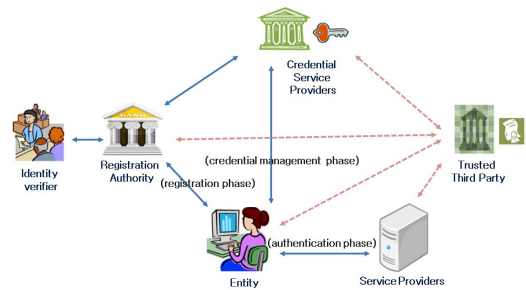 Credential
Service
Providers
BANK
Identity
verifier
Registration
Authority
(credential management phase)
(registration phase)
Trusted
Third Party
(authentication phase)
Entity
Service Providers